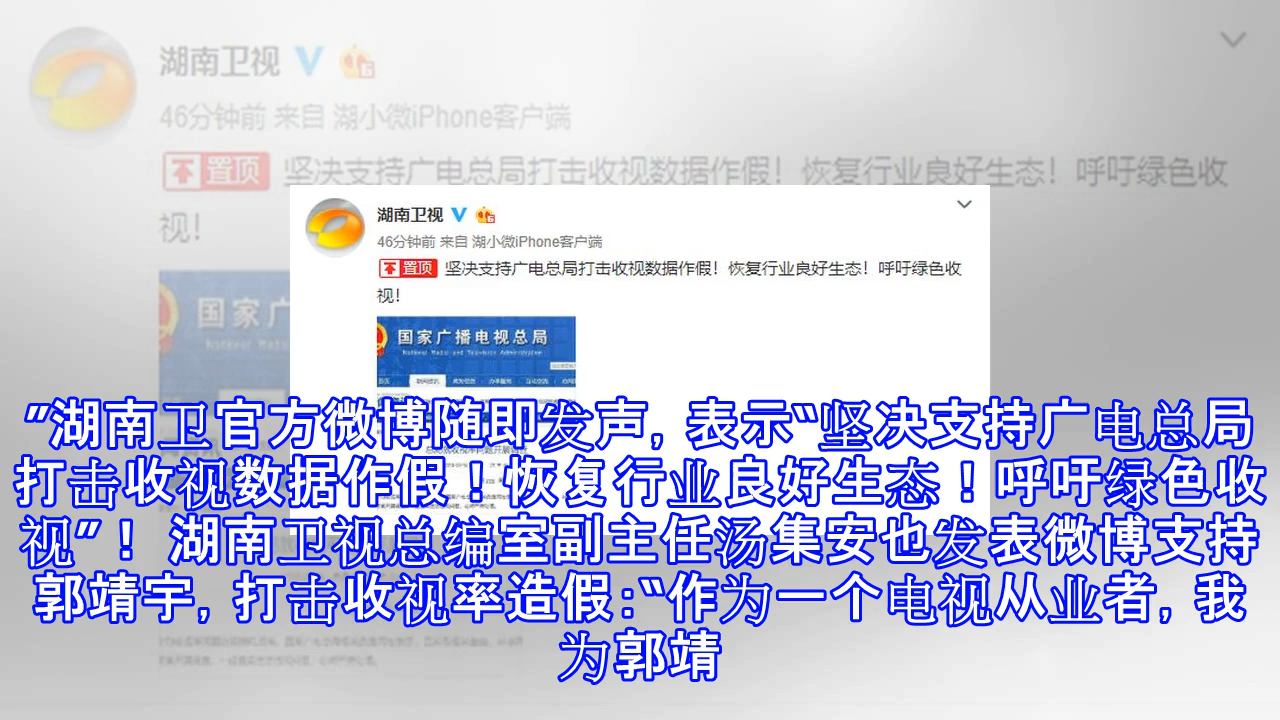 湖南卫视
46分钟前 来自 湖小微iPhone客户端
置顶 坚决支持广电总局打击收视数据作假！恢复行业良好生态！呼吁绿色收
视！
湖南卫视
46分钟前 来自 湖小微iPhone客户端
置顶 坚决支持广电总局打击收视数据作假！恢复行业良好生态！呼吁绿色收
视！
国家广
国家广播电视总局
National Radio and Television Administration
"湖南卫官方微博随即发声，表示“坚决支持广电总局
打击收视数据作假！恢复行业良好生态！呼吁绿色收
视"！湖南卫视总编室副主任汤集安也发表微博支持
郭靖宇，打击收视率造假：“作为一个电视从业者，我
为郭靖